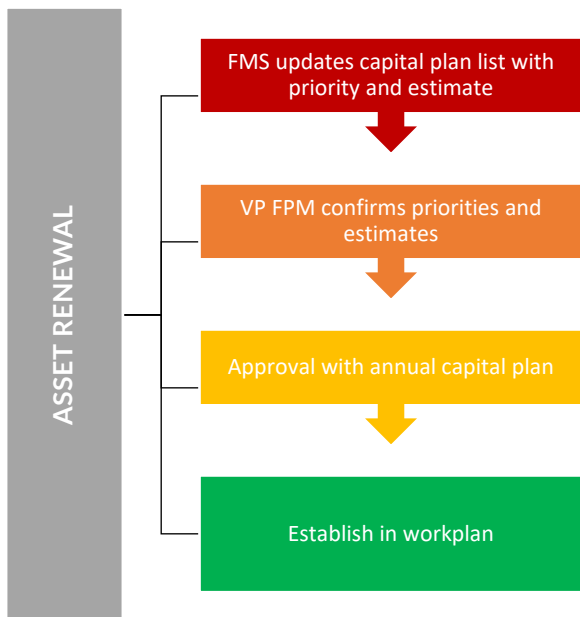 ASSET RENEWAL
FMS updates capital plan list with
priority and estimate
VP FPM confirms priorities and
estimates
Approval with annual capital plan
Establish in workplan